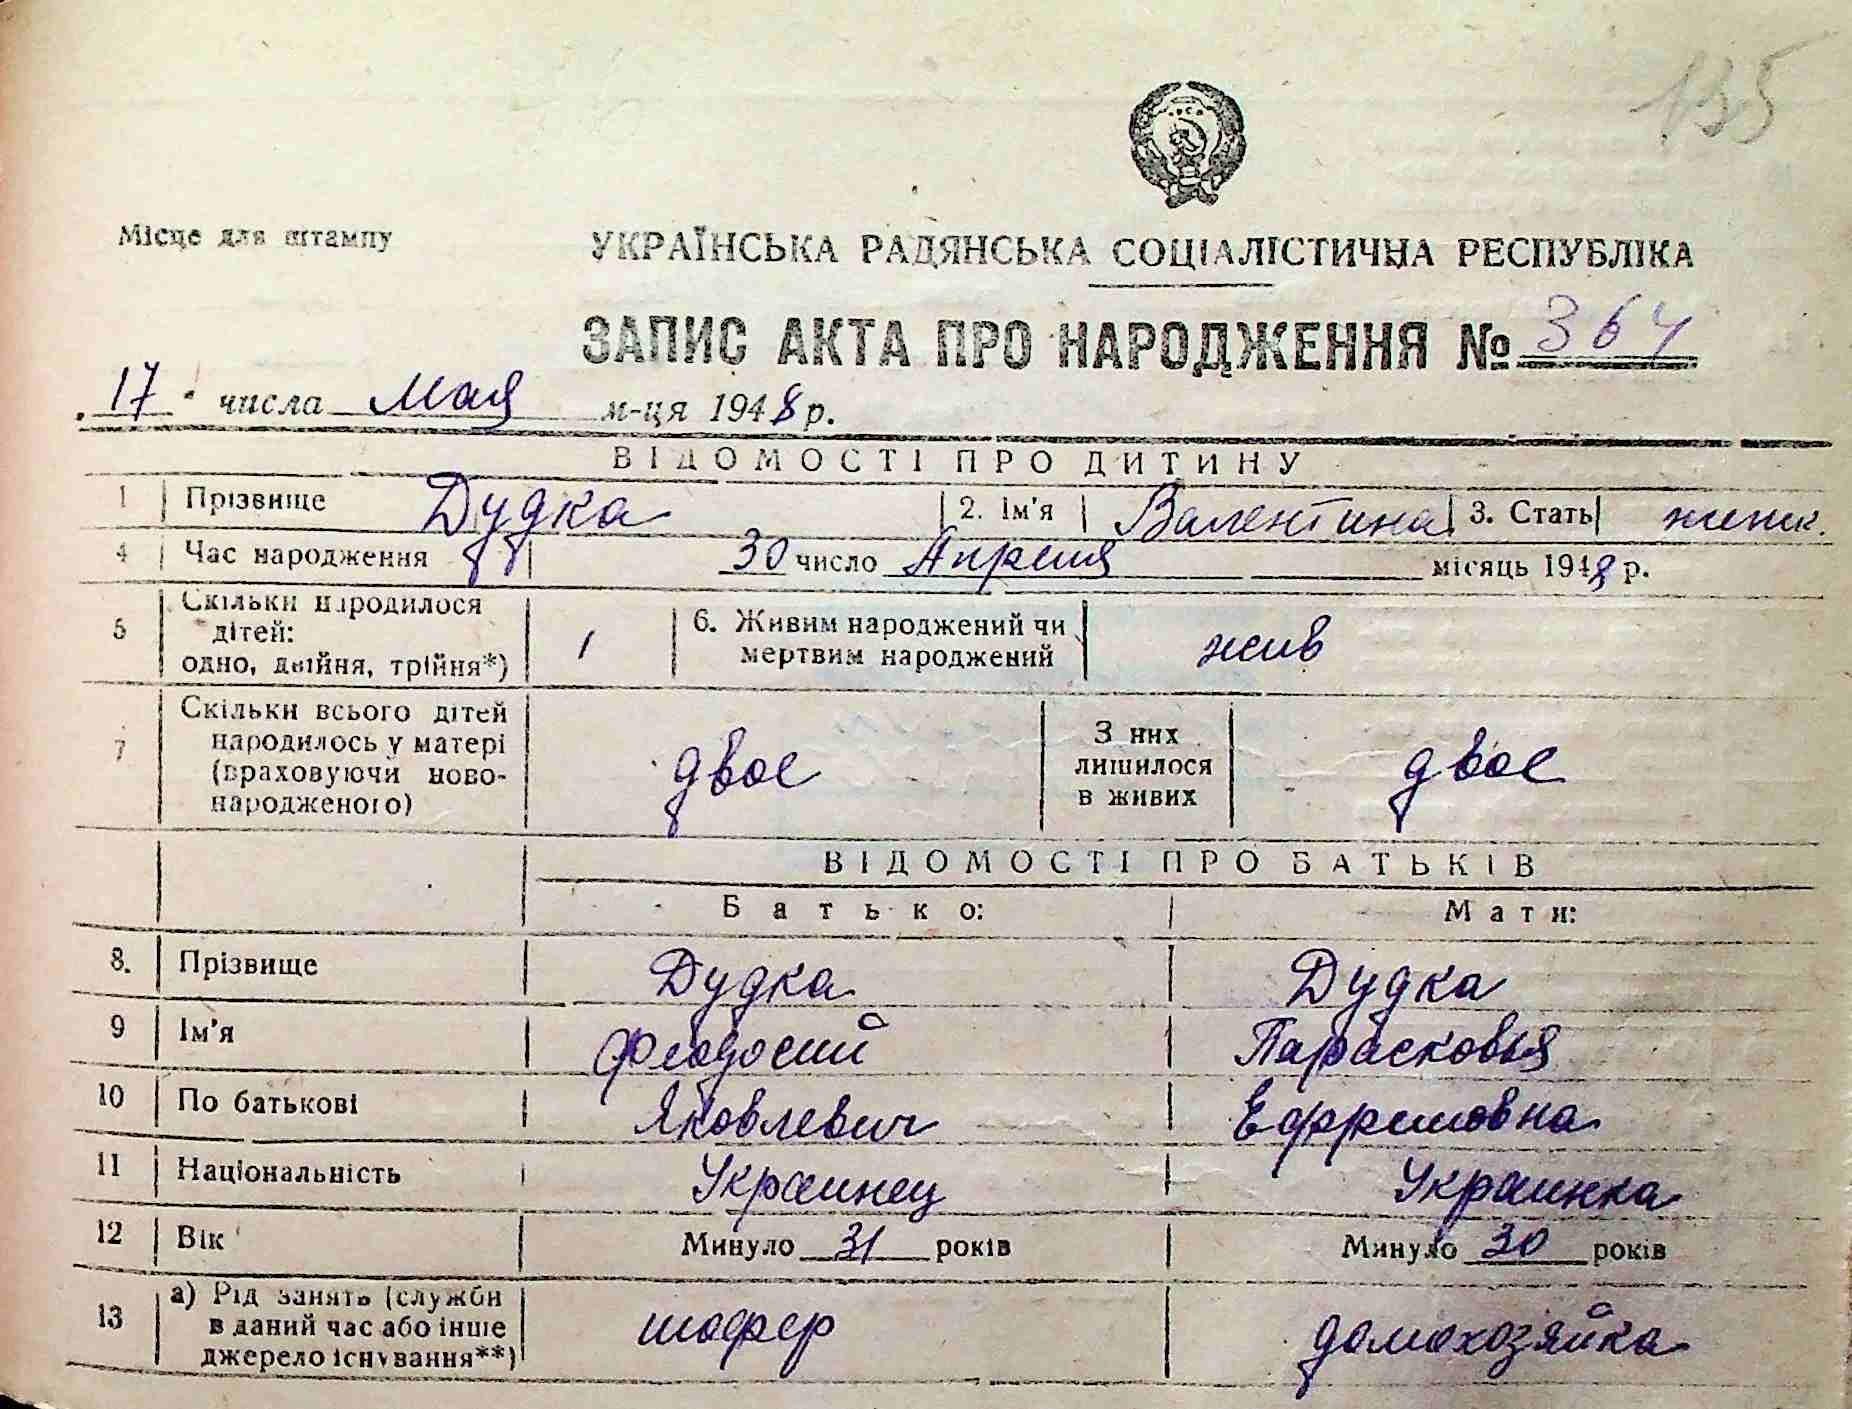 135
Місце для штампу
УКРАЇНСЬКА РАДЯНСЬКА СОЦІАЛІСТИЧНА РЕСПУБЛІКА
ЗАПИС АКТА ПРО НАРОДЖЕННЯ № 364
"17" числа Мая м-ця 1948 р.
ВІДОМОСТІ ПРО ДИТИНУ
1 Прізвище Дудка 2. Ім'я Валентина 3. Стать женск.
4 Час народження 30 число Апреля місяць 1948 р.
5 Скільки народилося дітей: одно, двійня, трійня*) 1 6. Живим народжений чи мертвим народжений жив
7 Скільки всього дітей народилось у матері (враховуючи новонародженого) двое З них лишилося в живих двое
ВІДОМОСТІ ПРО БАТЬКІВ
Батько: Мати:
8. Прізвище Дудка Дудка
9 Ім'я Феодосий Парасковья
10 По батькові Яковлевич Ефремовна
11 Національність Украинец Украинка
12 Вік Минуло 31 років Минуло 30 років
13 а) Рід занять (служби в даний час або інше джерело існування**) шофер домохозяйка